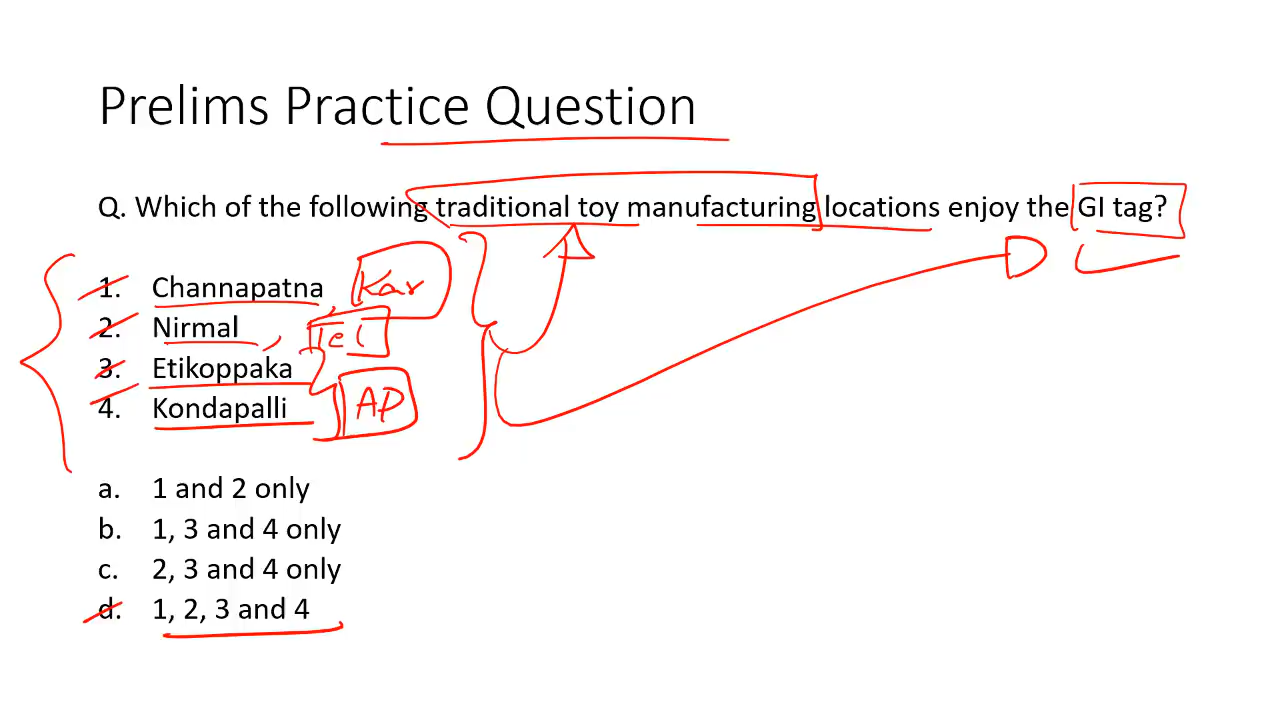 Prelims Practice Question
Q. Which of the following traditional toy manufacturing locations enjoy the GI tag?
1. Channapatna Kar
2. Nirmal Tel
3. Etikoppaka
4. Kondapalli AP
a. 1 and 2 only
b. 1, 3 and 4 only
c. 2, 3 and 4 only
d. 1, 2, 3 and 4